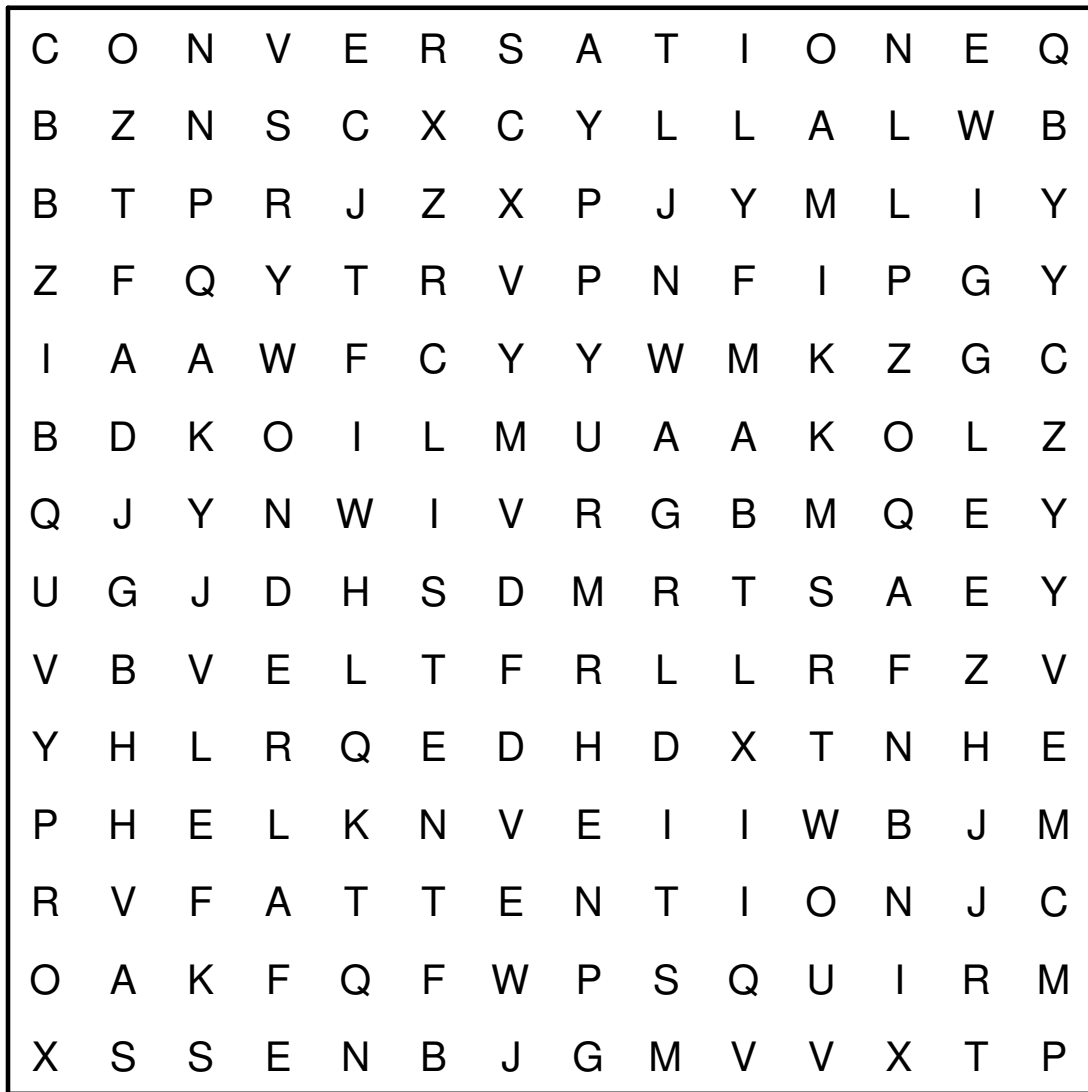 C O N V E R S A T I O N E Q
B Z N S C X C Y L L A L W B
B T P R J Z X P J Y M L I Y
Z F Q Y T R V P N F I P G Y
I A A W F C Y Y W M K Z G C
B D K O I L M U A A K O L Z
Q J Y N W I V R G B M Q E Y
U G J D H S D M R T S A E Y
V B V E L T F R L L R F Z V
Y H L R Q E D H D X T N H E
P H E L K N V E I I W B J M
R V F A T T E N T I O N J C
O A K F Q F W P S Q U I R M
X S S E N B J G M V V X T P